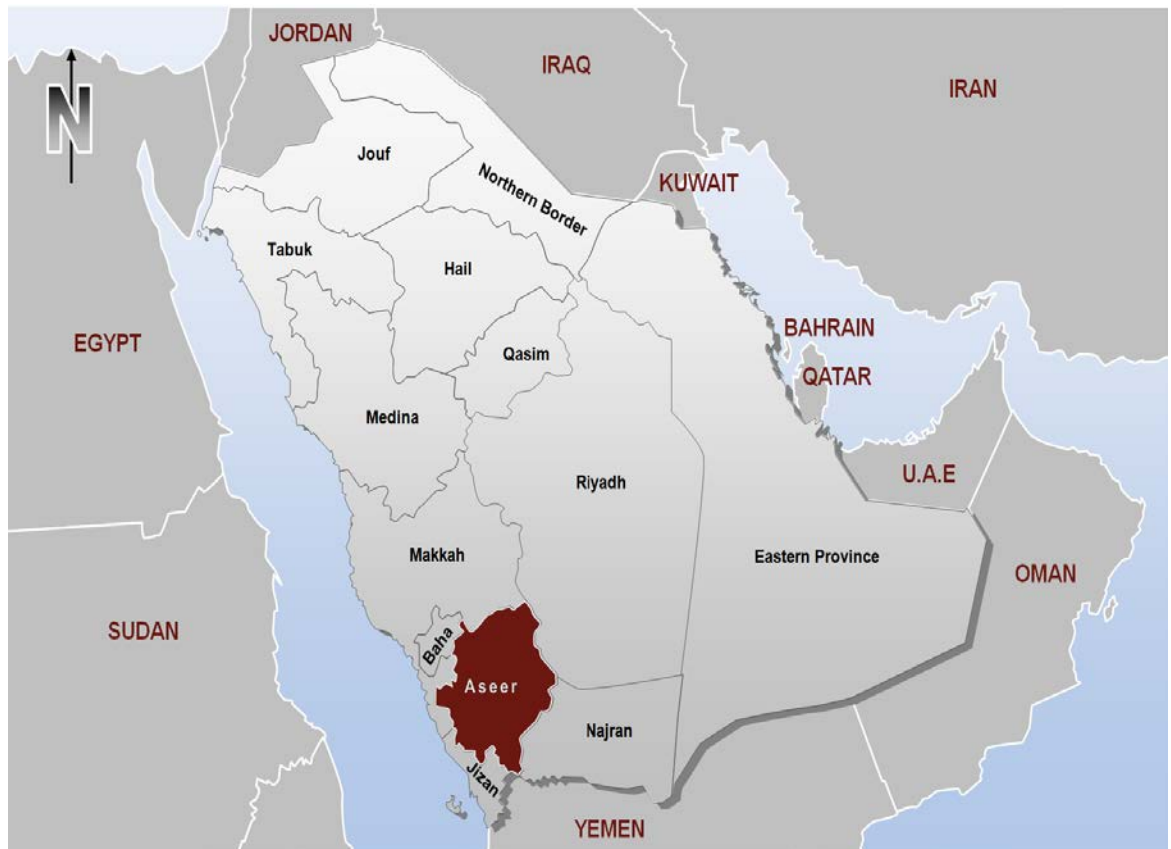 JORDAN
IRAQ
IRAN
N
Jouf
Northern Border
KUWAIT
Tabuk
Hail
EGYPT
BAHRAIN
Qasim
QATAR
Medina
Riyadh
U.A.E
Makkah
Eastern Province
OMAN
SUDAN
Baha
Aseer
Najran
Jizan
YEMEN